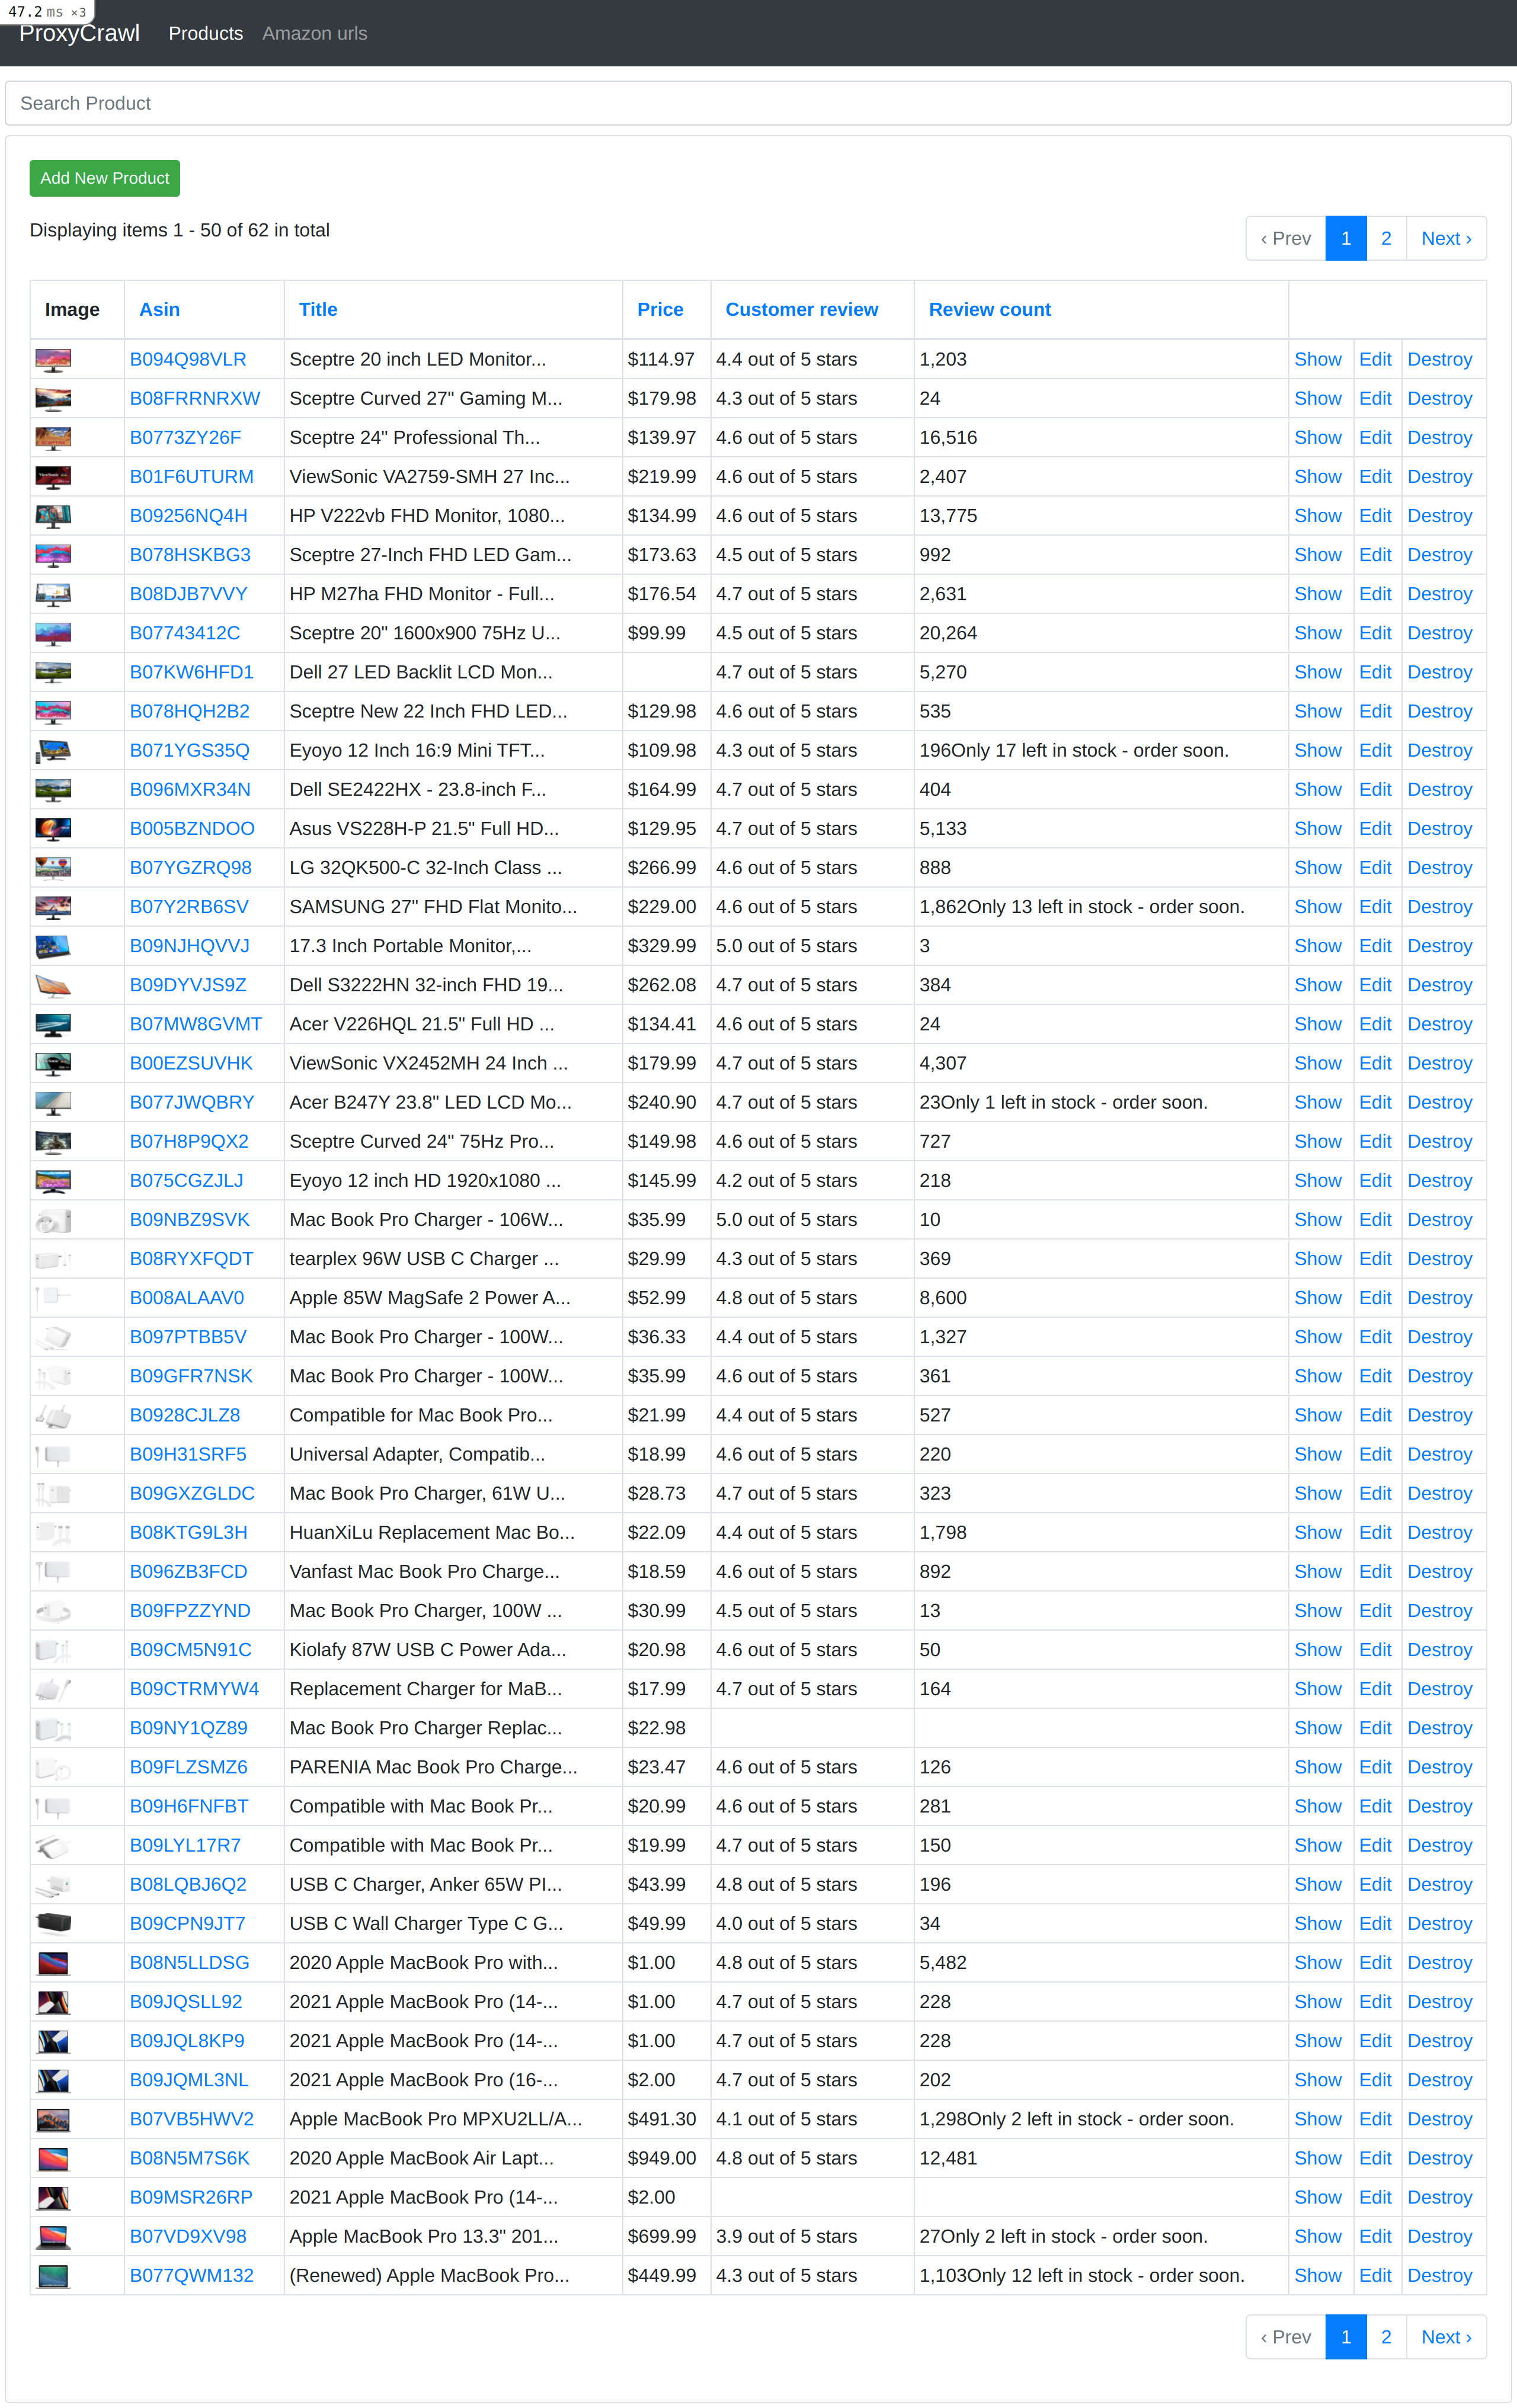 47.2 ms ×3
ProxyCrawl Products Amazon urls
Search Product
Add New Product
Displaying items 1 - 50 of 62 in total
‹ Prev 1 2 Next ›
Image Asin Title Price Customer review Review count
B094Q98VLR Sceptre 20 inch LED Monitor... $114.97 4.4 out of 5 stars 1,203 Show Edit Destroy
B08FRRNRXW Sceptre Curved 27" Gaming M... $179.98 4.3 out of 5 stars 24 Show Edit Destroy
B0773ZY26F Sceptre 24" Professional Th... $139.97 4.6 out of 5 stars 16,516 Show Edit Destroy
B01F6UTURM ViewSonic VA2759-SMH 27 Inc... $219.99 4.6 out of 5 stars 2,407 Show Edit Destroy
B09256NQ4H HP V222vb FHD Monitor, 1080... $134.99 4.6 out of 5 stars 13,775 Show Edit Destroy
B078HSKBG3 Sceptre 27-Inch FHD LED Gam... $173.63 4.5 out of 5 stars 992 Show Edit Destroy
B08DJB7VVY HP M27ha FHD Monitor - Full... $176.54 4.7 out of 5 stars 2,631 Show Edit Destroy
B07743412C Sceptre 20" 1600x900 75Hz U... $99.99 4.5 out of 5 stars 20,264 Show Edit Destroy
B07KW6HFD1 Dell 27 LED Backlit LCD Mon... 4.7 out of 5 stars 5,270 Show Edit Destroy
B078HQH2B2 Sceptre New 22 Inch FHD LED... $129.98 4.6 out of 5 stars 535 Show Edit Destroy
B071YGS35Q Eyoyo 12 Inch 16:9 Mini TFT... $109.98 4.3 out of 5 stars 196Only 17 left in stock - order soon. Show Edit Destroy
B096MXR34N Dell SE2422HX - 23.8-inch F... $164.99 4.7 out of 5 stars 404 Show Edit Destroy
B005BZNDOO Asus VS228H-P 21.5" Full HD... $129.95 4.7 out of 5 stars 5,133 Show Edit Destroy
B07YGZRQ98 LG 32QK500-C 32-Inch Class ... $266.99 4.6 out of 5 stars 888 Show Edit Destroy
B07Y2RB6SV SAMSUNG 27" FHD Flat Monito... $229.00 4.6 out of 5 stars 1,862Only 13 left in stock - order soon. Show Edit Destroy
B09NJHQVVJ 17.3 Inch Portable Monitor,... $329.99 5.0 out of 5 stars 3 Show Edit Destroy
B09DYVJS9Z Dell S3222HN 32-inch FHD 19... $262.08 4.7 out of 5 stars 384 Show Edit Destroy
B07MW8GVMT Acer V226HQL 21.5" Full HD ... $134.41 4.6 out of 5 stars 24 Show Edit Destroy
B00EZSUVHK ViewSonic VX2452MH 24 Inch ... $179.99 4.7 out of 5 stars 4,307 Show Edit Destroy
B077JWQBRY Acer B247Y 23.8" LED LCD Mo... $240.90 4.7 out of 5 stars 23Only 1 left in stock - order soon. Show Edit Destroy
B07H8P9QX2 Sceptre Curved 24" 75Hz Pro... $149.98 4.6 out of 5 stars 727 Show Edit Destroy
B075CGZJLJ Eyoyo 12 inch HD 1920x1080 ... $145.99 4.2 out of 5 stars 218 Show Edit Destroy
B09NBZ9SVK Mac Book Pro Charger - 106W... $35.99 5.0 out of 5 stars 10 Show Edit Destroy
B08RYXFQDT tearplex 96W USB C Charger ... $29.99 4.3 out of 5 stars 369 Show Edit Destroy
B008ALAAV0 Apple 85W MagSafe 2 Power A... $52.99 4.8 out of 5 stars 8,600 Show Edit Destroy
B097PTBB5V Mac Book Pro Charger - 100W... $36.33 4.4 out of 5 stars 1,327 Show Edit Destroy
B09GFR7NSK Mac Book Pro Charger - 100W... $35.99 4.6 out of 5 stars 361 Show Edit Destroy
B0928CJLZ8 Compatible for Mac Book Pro... $21.99 4.4 out of 5 stars 527 Show Edit Destroy
B09H31SRF5 Universal Adapter, Compatib... $18.99 4.6 out of 5 stars 220 Show Edit Destroy
B09GXZGLDC Mac Book Pro Charger, 61W U... $28.73 4.7 out of 5 stars 323 Show Edit Destroy
B08KTG9L3H HuanXiLu Replacement Mac Bo... $22.09 4.4 out of 5 stars 1,798 Show Edit Destroy
B096ZB3FCD Vanfast Mac Book Pro Charge... $18.59 4.6 out of 5 stars 892 Show Edit Destroy
B09FPZZYND Mac Book Pro Charger, 100W ... $30.99 4.5 out of 5 stars 13 Show Edit Destroy
B09CM5N91C Kiolafy 87W USB C Power Ada... $20.98 4.6 out of 5 stars 50 Show Edit Destroy
B09CTRMYW4 Replacement Charger for MaB... $17.99 4.7 out of 5 stars 164 Show Edit Destroy
B09NY1QZ89 Mac Book Pro Charger Replac... $22.98 Show Edit Destroy
B09FLZSMZ6 PARENIA Mac Book Pro Charge... $23.47 4.6 out of 5 stars 126 Show Edit Destroy
B09H6FNFBT Compatible with Mac Book Pr... $20.99 4.6 out of 5 stars 281 Show Edit Destroy
B09LYL17R7 Compatible with Mac Book Pr... $19.99 4.7 out of 5 stars 150 Show Edit Destroy
B08LQBJ6Q2 USB C Charger, Anker 65W PI... $43.99 4.8 out of 5 stars 196 Show Edit Destroy
B09CPN9JT7 USB C Wall Charger Type C G... $49.99 4.0 out of 5 stars 34 Show Edit Destroy
B08N5LLDSG 2020 Apple MacBook Pro with... $1.00 4.8 out of 5 stars 5,482 Show Edit Destroy
B09JQSLL92 2021 Apple MacBook Pro (14-... $1.00 4.7 out of 5 stars 228 Show Edit Destroy
B09JQL8KP9 2021 Apple MacBook Pro (14-... $1.00 4.7 out of 5 stars 228 Show Edit Destroy
B09JQML3NL 2021 Apple MacBook Pro (16-... $2.00 4.7 out of 5 stars 202 Show Edit Destroy
B07VB5HWV2 Apple MacBook Pro MPXU2LL/A... $491.30 4.1 out of 5 stars 1,298Only 2 left in stock - order soon. Show Edit Destroy
B08N5M7S6K 2020 Apple MacBook Air Lapt... $949.00 4.8 out of 5 stars 12,481 Show Edit Destroy
B09MSR26RP 2021 Apple MacBook Pro (14-... $2.00 Show Edit Destroy
B07VD9XV98 Apple MacBook Pro 13.3" 201... $699.99 3.9 out of 5 stars 27Only 2 left in stock - order soon. Show Edit Destroy
B077QWM132 (Renewed) Apple MacBook Pro... $449.99 4.3 out of 5 stars 1,103Only 12 left in stock - order soon. Show Edit Destroy
‹ Prev 1 2 Next ›